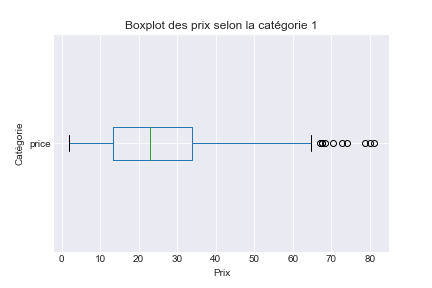 Boxplot des prix selon la catégorie 1
Catégorie
price
0 10 20 30 40 50 60 70 80
Prix